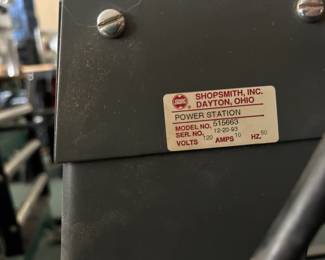 SHOPSMITH, INC.
DAYTON, OHIO
POWER STATION
MODEL NO. 515663
SER. NO. 12-20-93
VOLTS 120 AMPS 10 HZ. 60